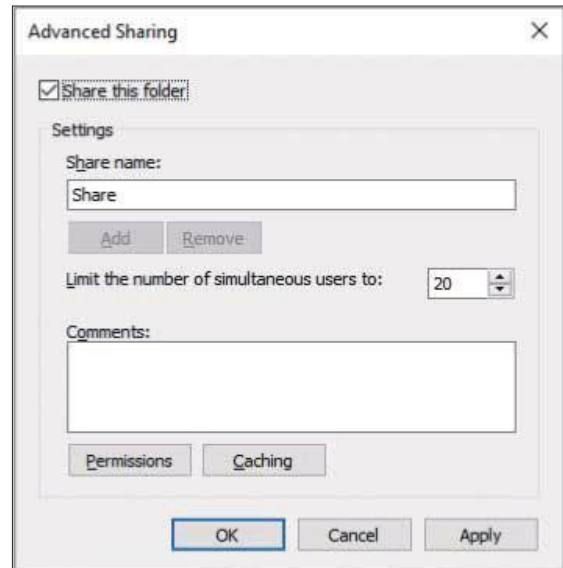 Advanced Sharing
Share this folder
Settings
Share name:
Share
Add Remove
Limit the number of simultaneous users to: 20
Comments:
Permissions Caching
OK Cancel Apply